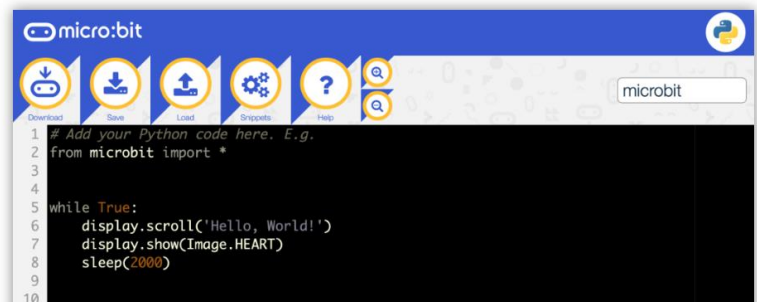 micro:bit
Download Save Load Snippets Help
microbit
1 # Add your Python code here. E.g.
2 from microbit import *
3
4
5 while True:
6     display.scroll('Hello, World!')
7     display.show(Image.HEART)
8     sleep(2000)
9
10